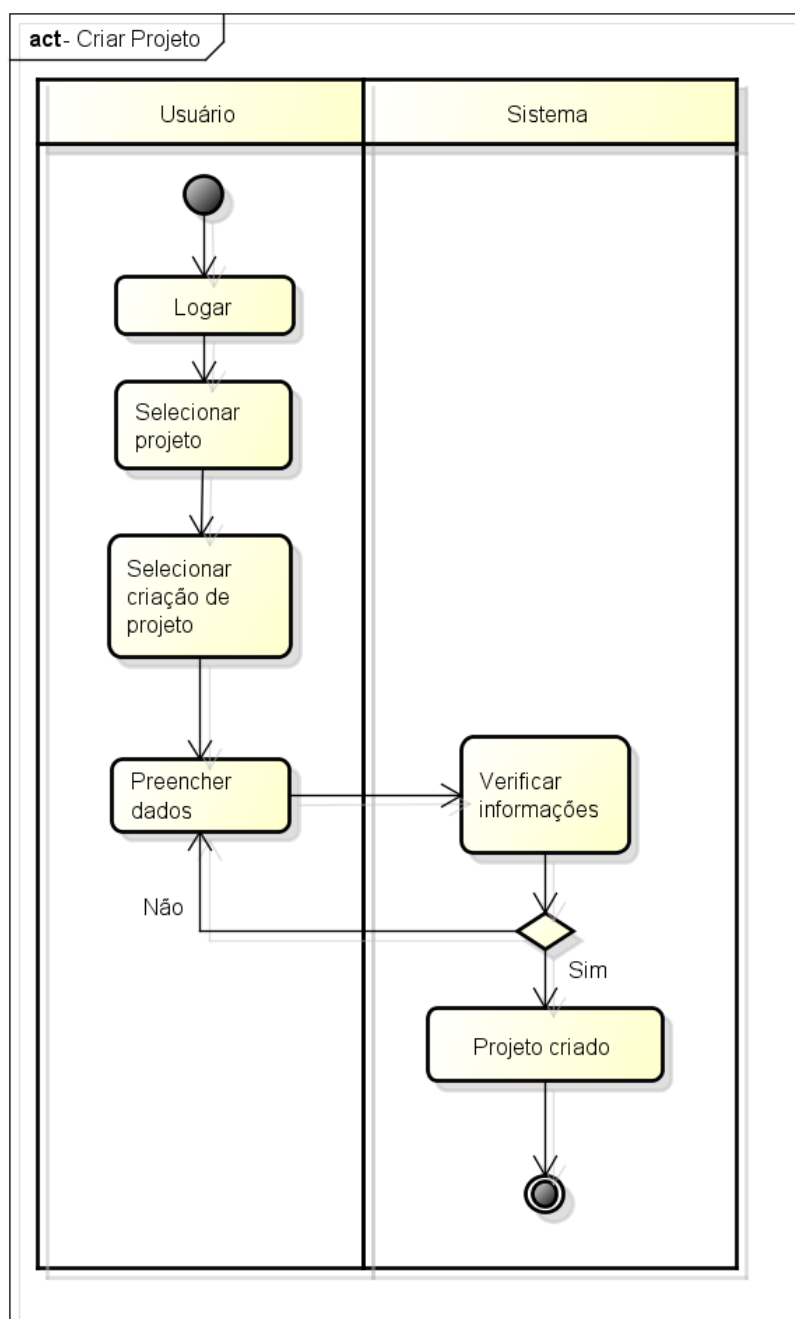 act- Criar Projeto
Usuário
Sistema
Logar
Selecionar
projeto
Selecionar
criação de
projeto
Preencher
dados
Verificar
informações
Não
Sim
Projeto criado